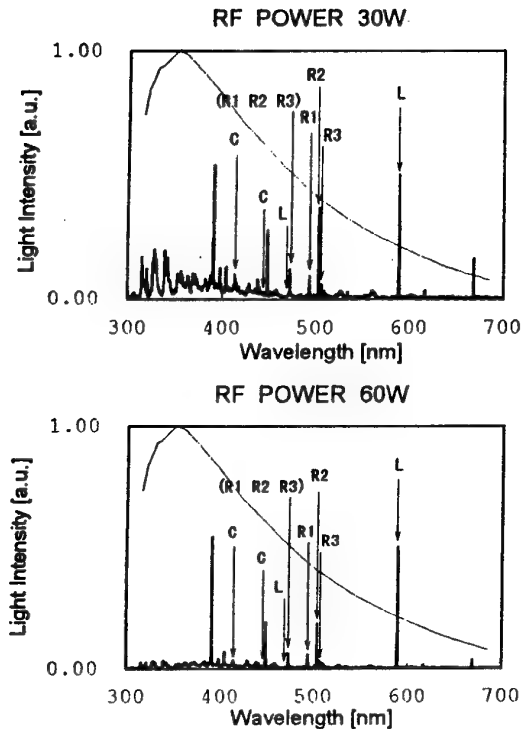 RF POWER 30W
1.00
R2
L
(R1 R2 R3)
R1
R3
C
C
L
Light Intensity [a.u.]
0.00
300 400 500 600 700
Wavelength [nm]
RF POWER 60W
1.00
R2
L
(R1 R2 R3)
R1
R3
C
C
L
Light Intensity [a.u.]
0.00
300 400 500 600 700
Wavelength [nm]